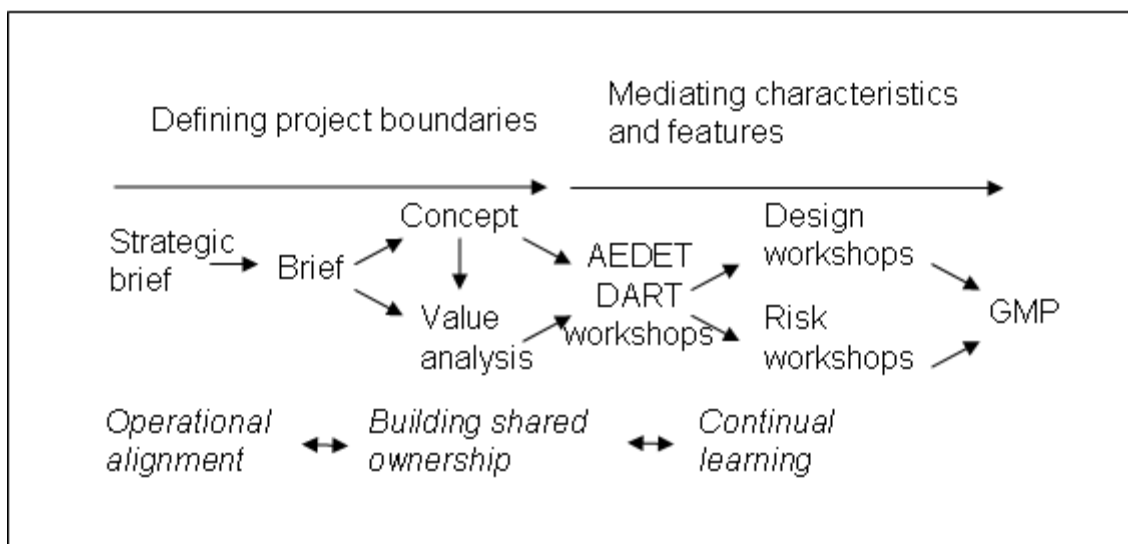 Defining project boundaries
Mediating characteristics
and features
Strategic
brief
Brief
Concept
Value
analysis
AEDET
DART
workshops
Design
workshops
Risk
workshops
GMP
Operational
alignment
Building shared
ownership
Continual
learning